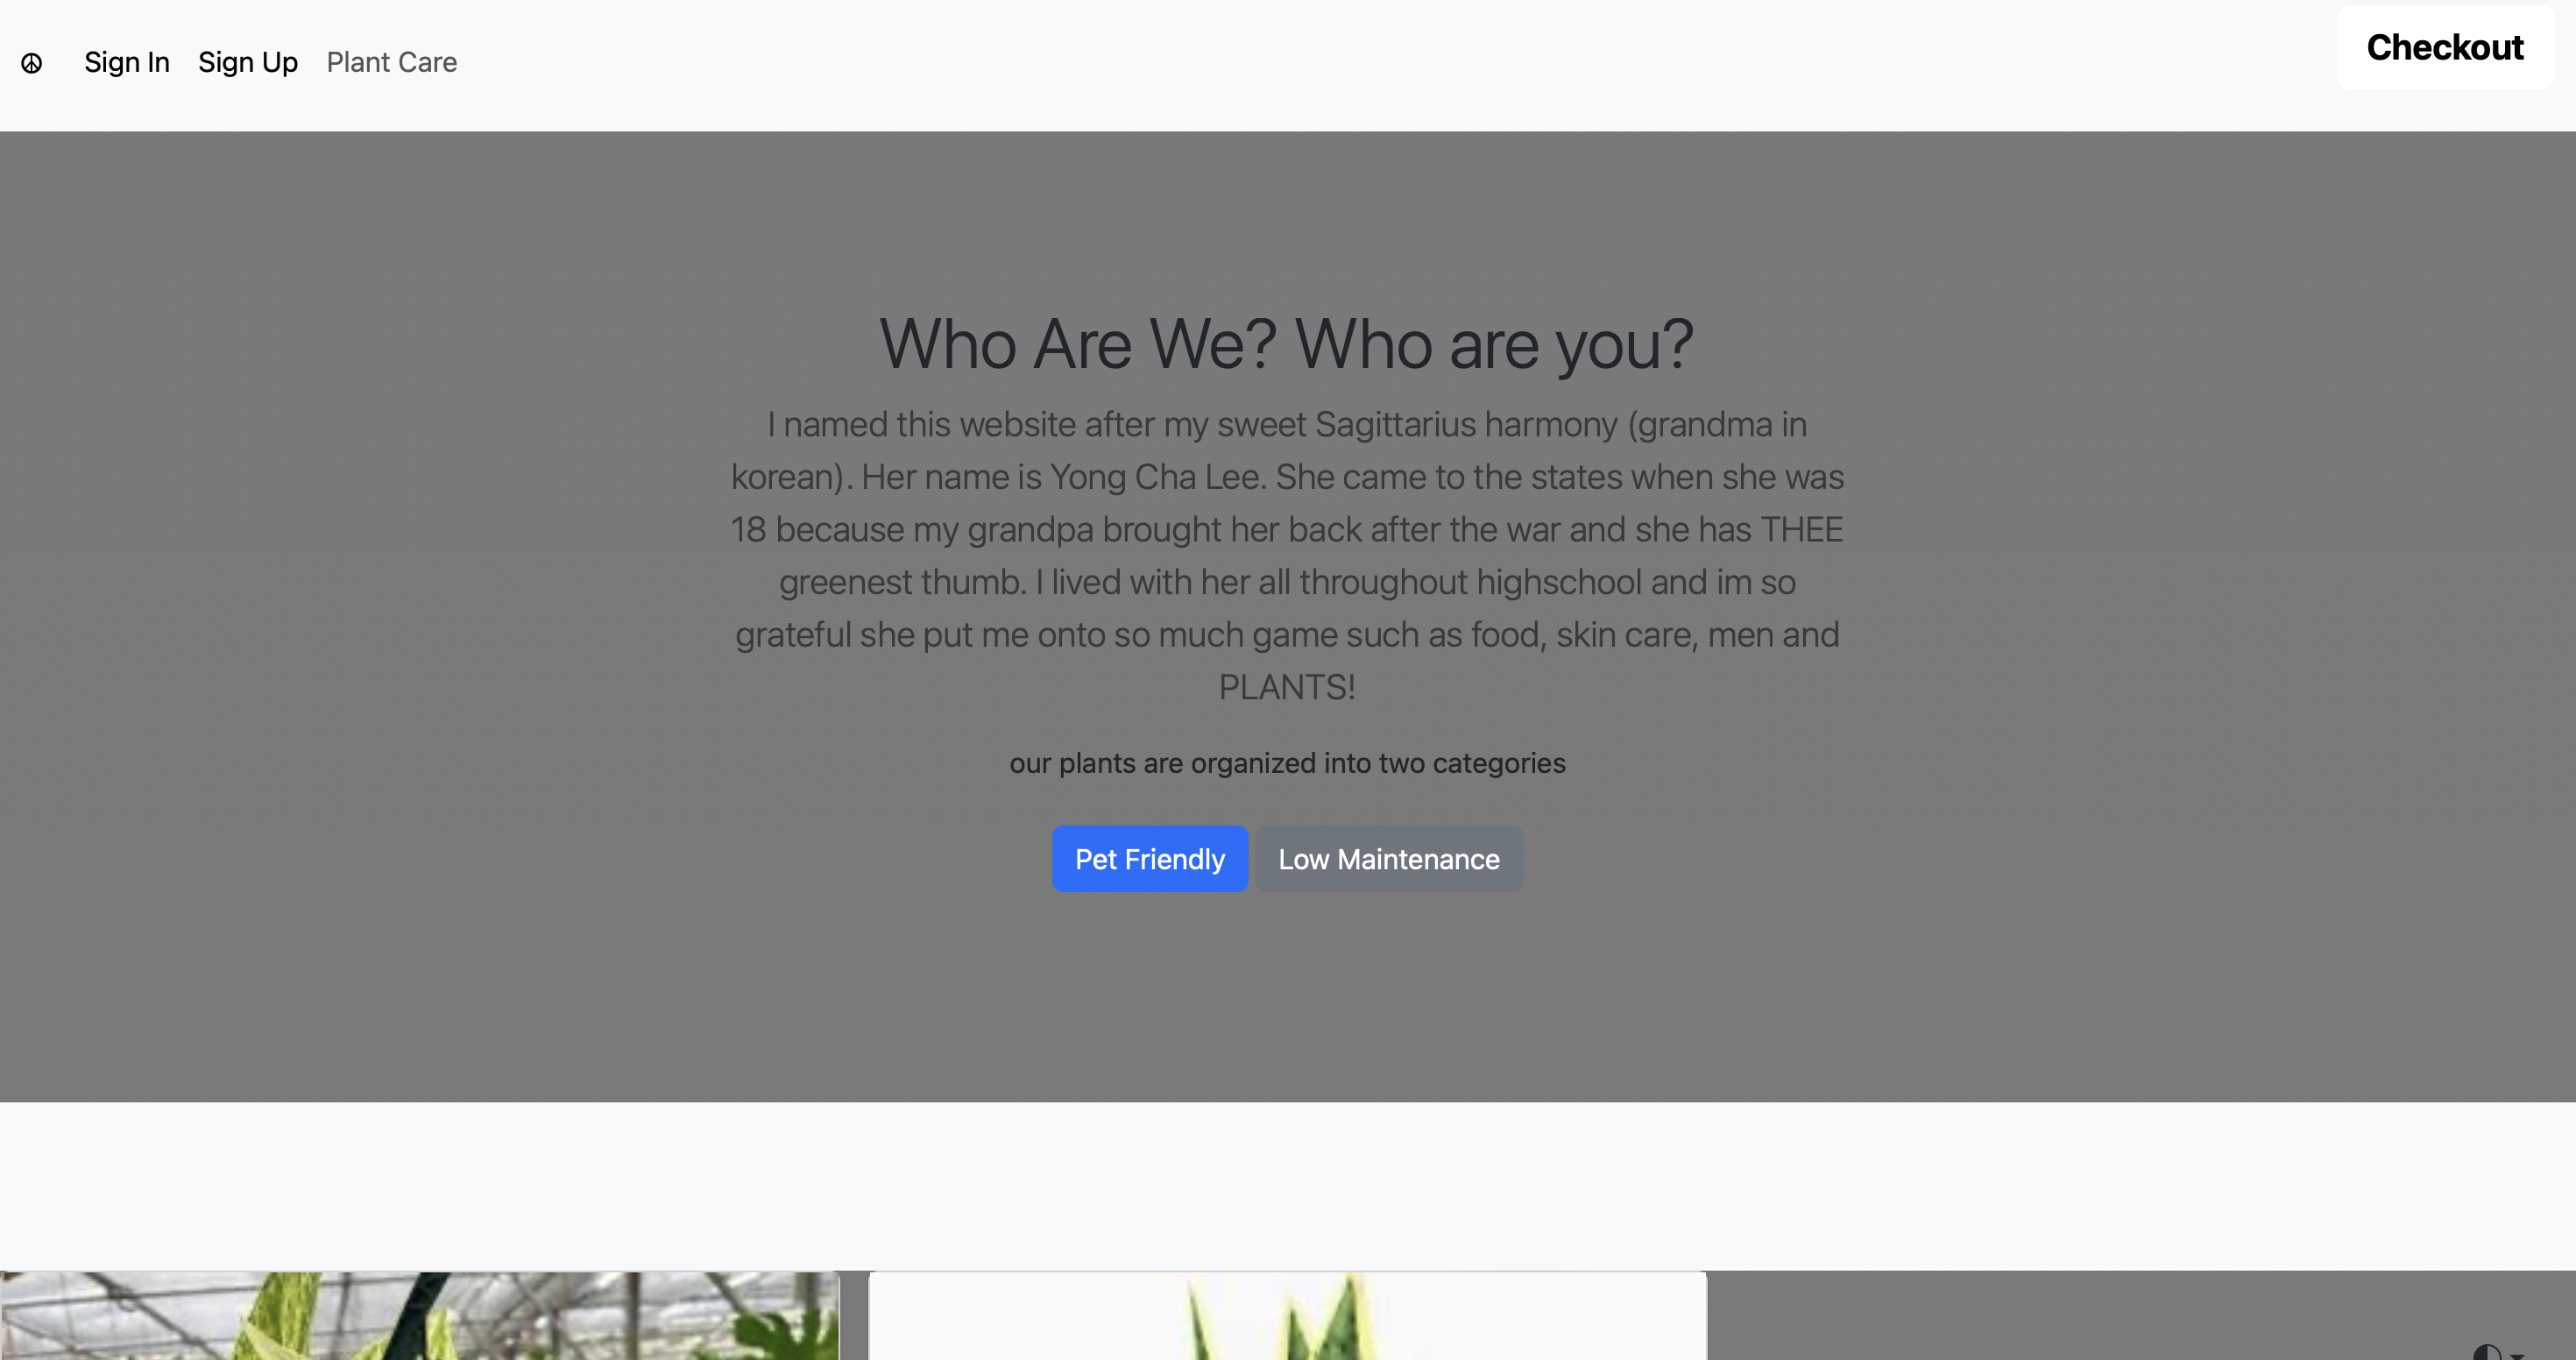 Sign In Sign Up Plant Care
Checkout
Who Are We? Who are you?
I named this website after my sweet Sagittarius harmony (grandma in
korean). Her name is Yong Cha Lee. She came to the states when she was
18 because my grandpa brought her back after the war and she has THEE
greenest thumb. I lived with her all throughout highschool and im so
grateful she put me onto so much game such as food, skin care, men and
PLANTS!
our plants are organized into two categories
Pet Friendly Low Maintenance